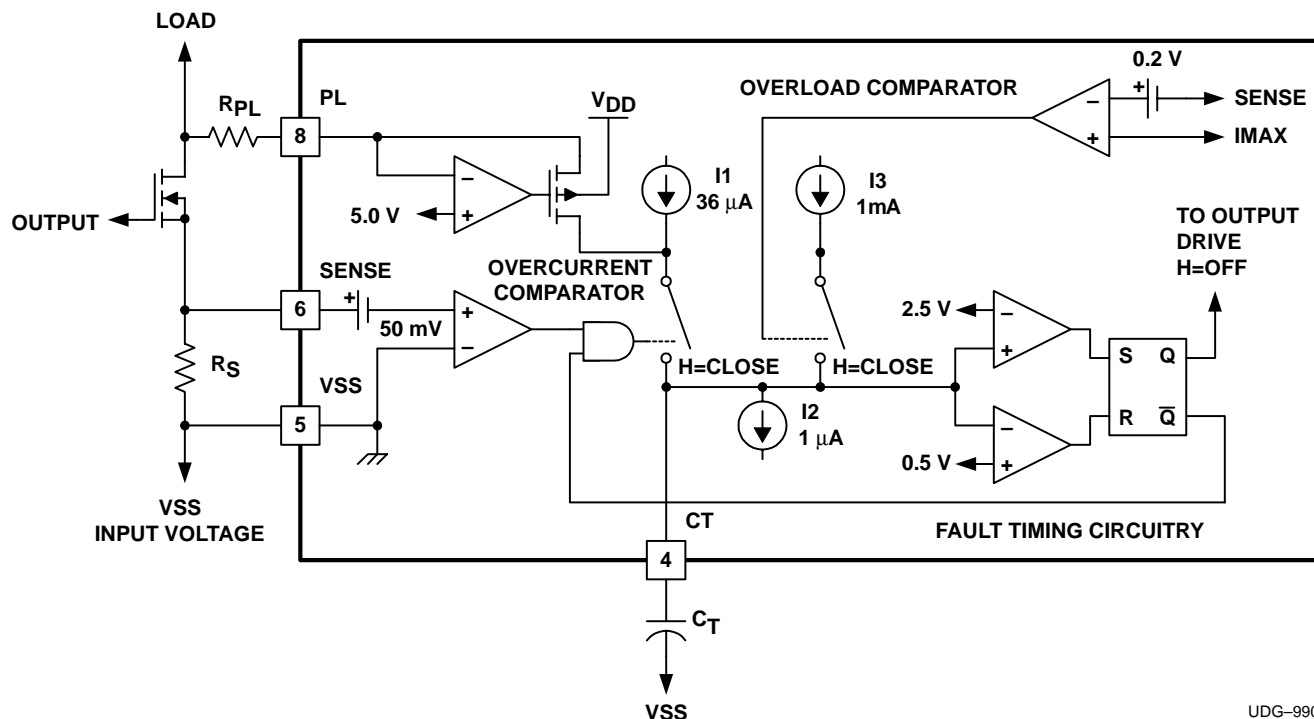 LOAD
RPL
PL
8
VDD
OVERLOAD COMPARATOR
0.2 V
+
−
+
SENSE
IMAX
OUTPUT
−
+
5.0 V
I1
36 μA
I3
1mA
TO OUTPUT
DRIVE
H=OFF
OVERCURRENT
COMPARATOR
SENSE
6
+
50 mV
+
−
H=CLOSE
H=CLOSE
2.5 V
−
+
S Q
R Q̅
RS
VSS
5
I2
1 μA
−
+
0.5 V
VSS
INPUT VOLTAGE
CT
4
FAULT TIMING CIRCUITRY
CT
VSS
UDG–990